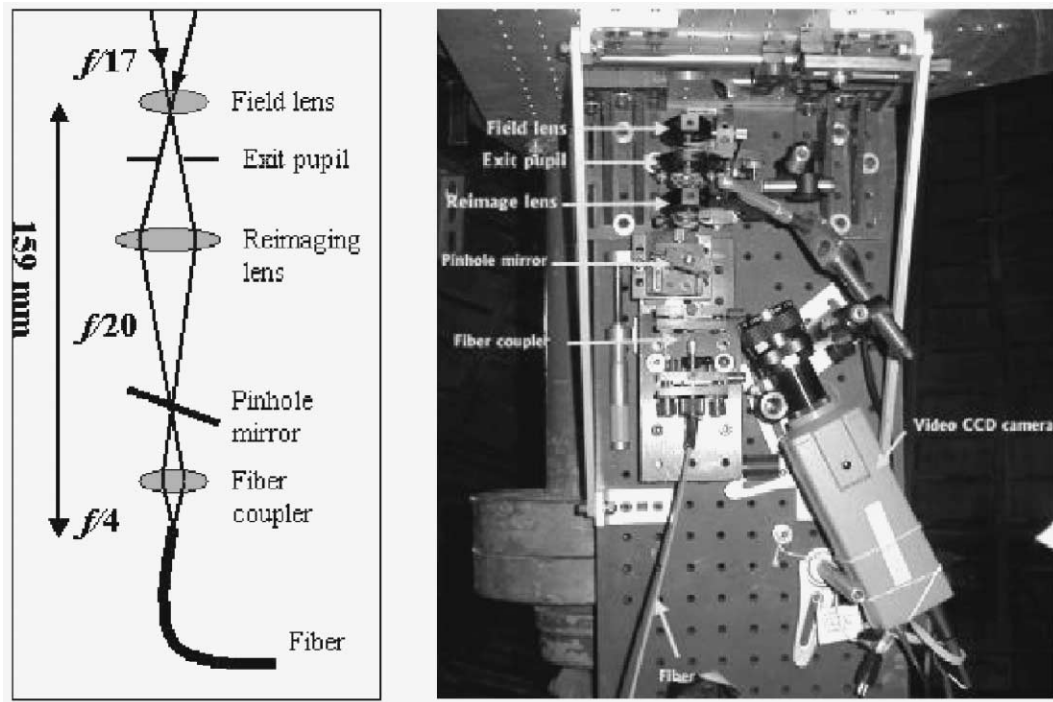 f/17
Field lens
Exit pupil
159 mm
Reimaging
lens
f/20
Pinhole
mirror
Fiber
coupler
f/4
Fiber
Field lens
Exit pupil
Reimage lens
Pinhole mirror
Fiber coupler
Video CCD camera
Fiber